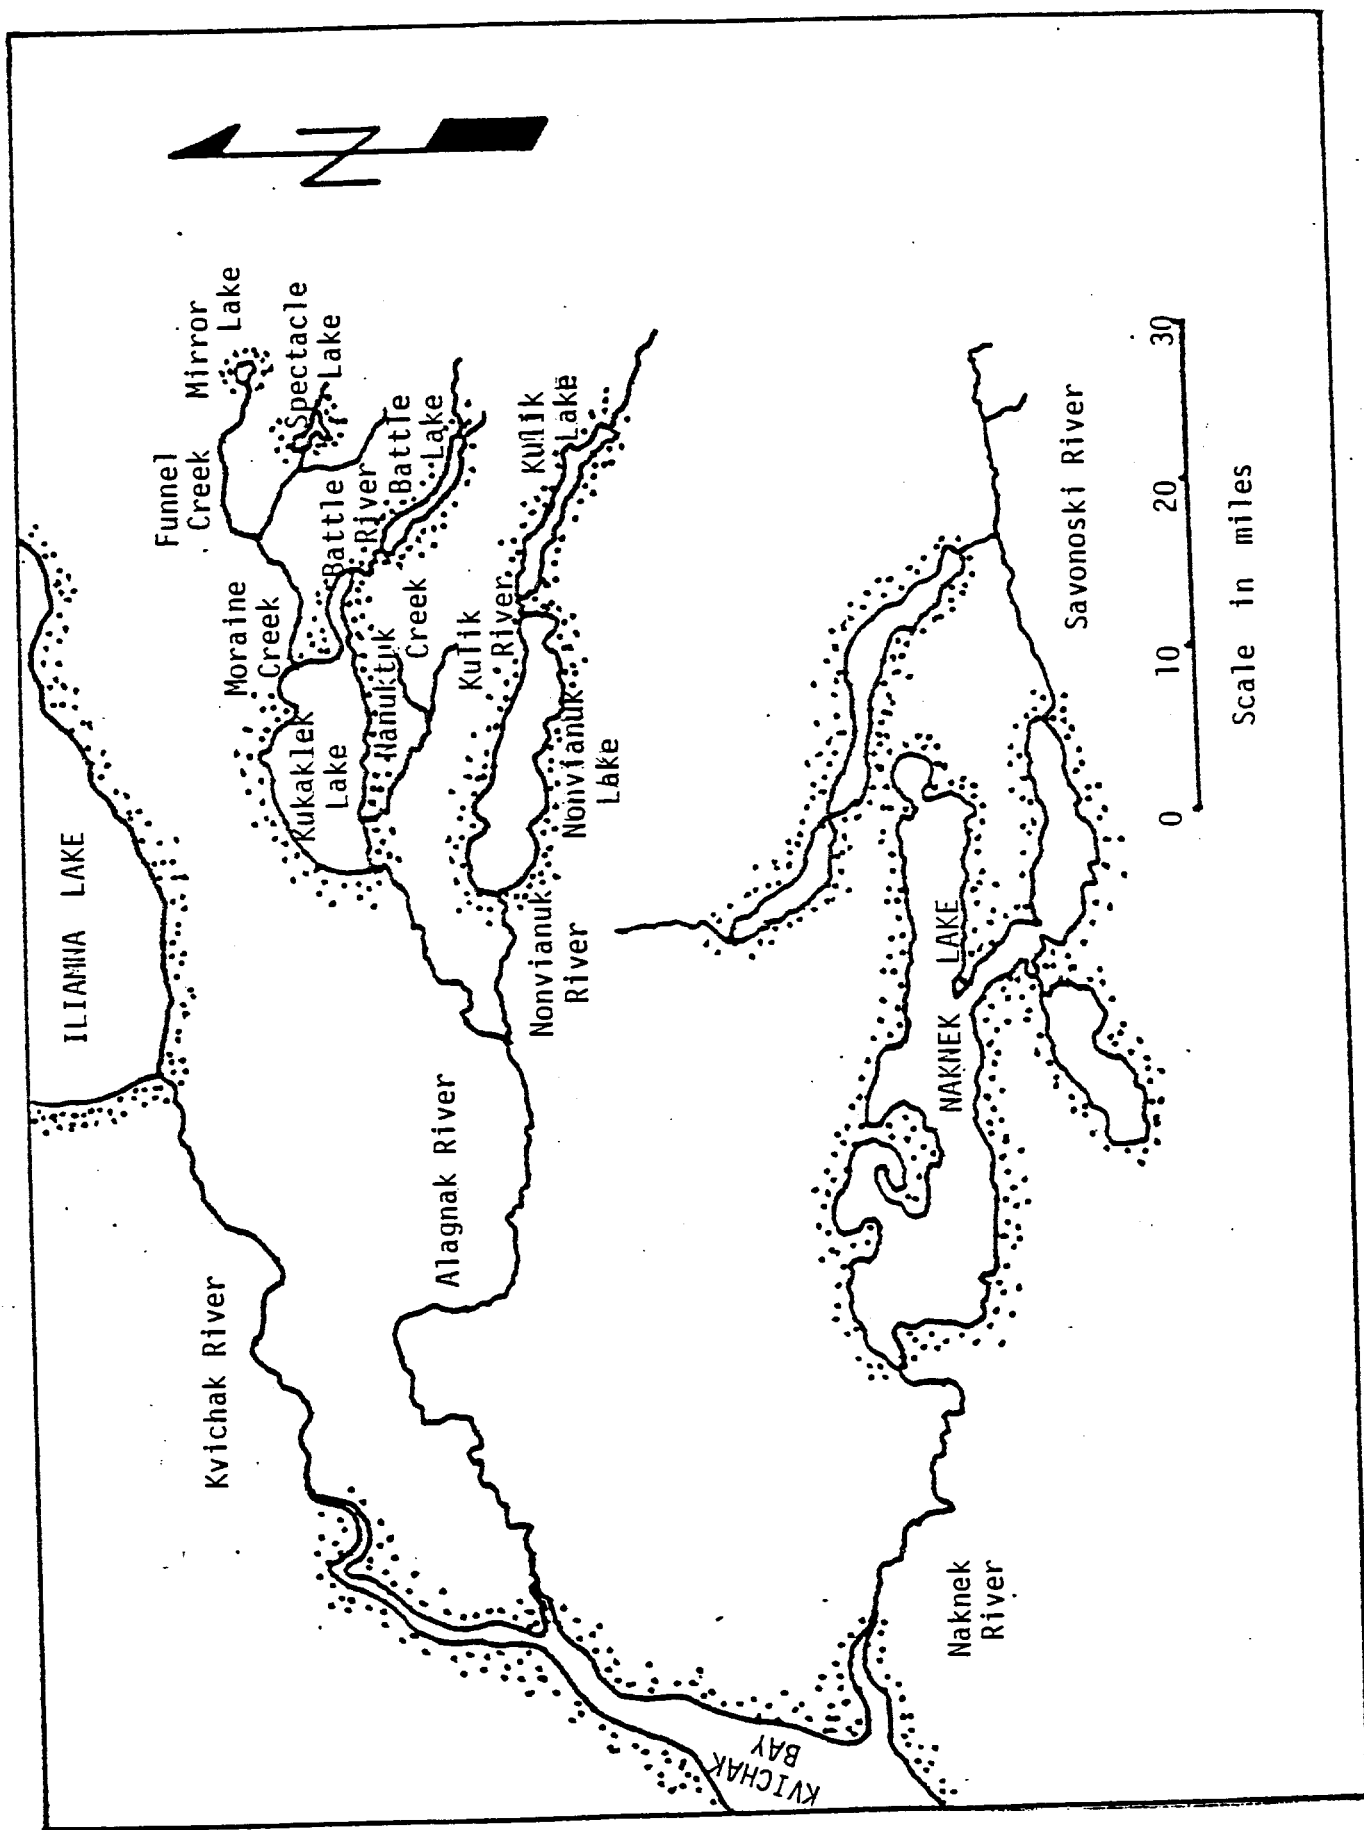 N
ILIAMNA LAKE
Kvichak River
Funnel
Creek
Mirror
Lake
Moraine
Creek
Spectacle
Lake
Kukaklek
Lake
Battle
River
Battle
Lake
Nanuktuk
Creek
Kulik
River
Kulik
Lake
Alagnak River
Nonvianuk
River
Nonvianuk
Lake
NAKNEK LAKE
KVICHAK
BAY
Naknek
River
Savonoski River
0 10 20 30
Scale in miles